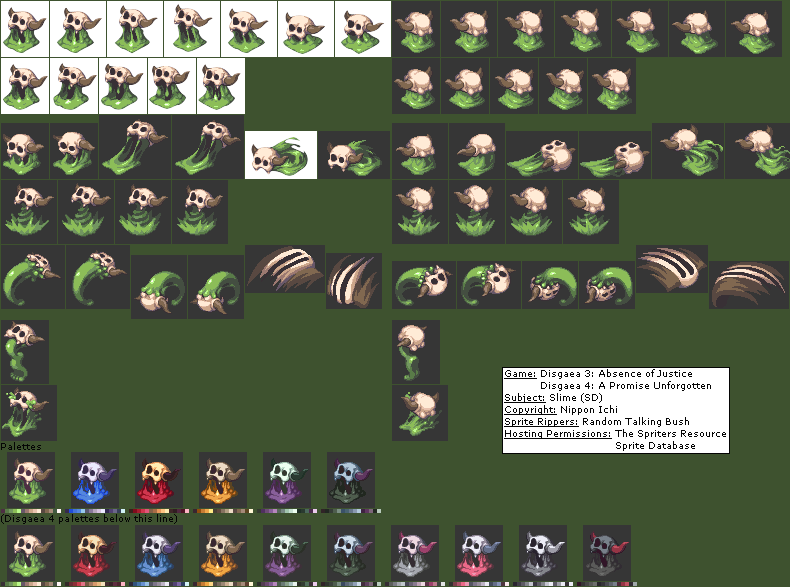 Game: Disgaea 3: Absence of Justice
Disgaea 4: A Promise Unforgotten
Subject: Slime (SD)
Copyright: Nippon Ichi
Sprite Rippers: Random Talking Bush
Hosting Permissions: The Spriters Resource
Sprite Database
Palettes
(Disgaea 4 palettes below this line)